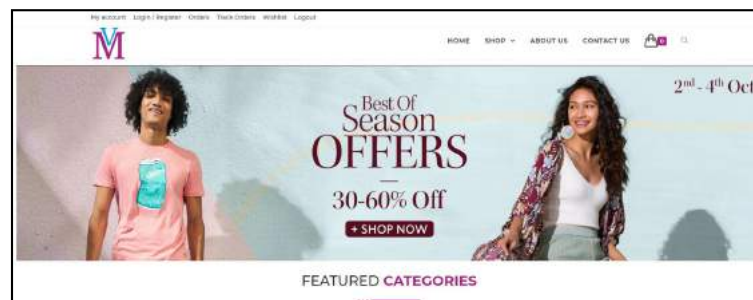 My account Login / Register Orders Track Orders Wishlist Logout
VM
HOME SHOP ABOUT US CONTACT US 0
Best Of
Season
OFFERS
30-60% Off
+ SHOP NOW
2nd - 4th Oct
FEATURED CATEGORIES